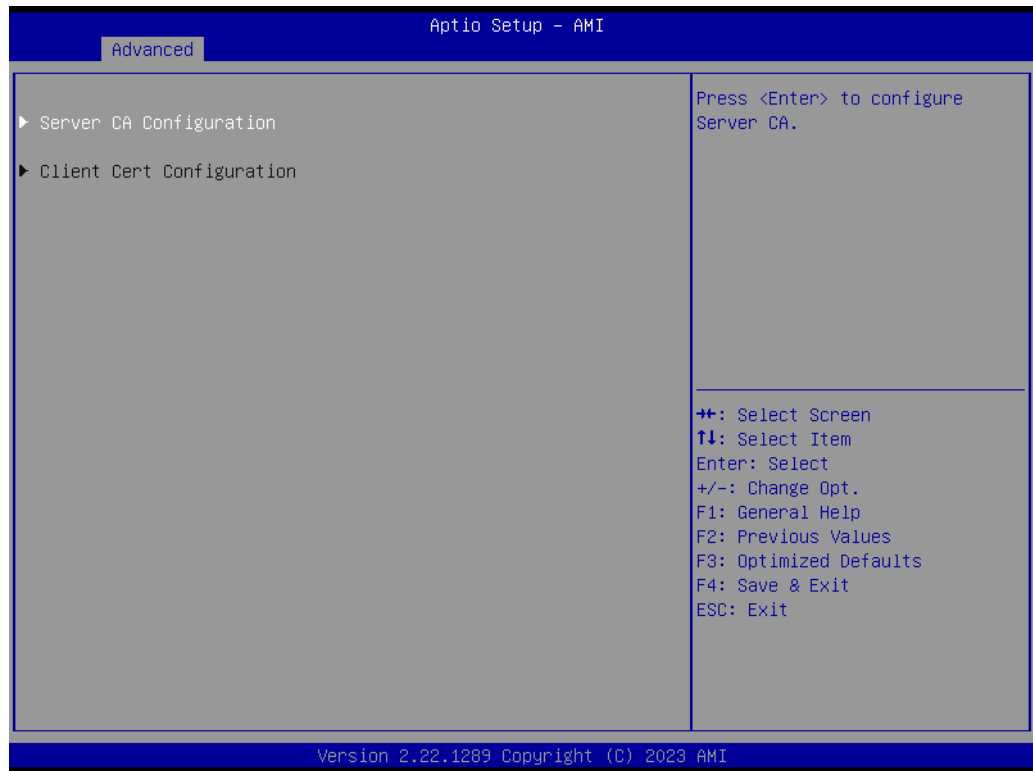 Aptio Setup - AMI
Advanced
▶ Server CA Configuration
▶ Client Cert Configuration
Press <Enter> to configure
Server CA.
→←: Select Screen
↑↓: Select Item
Enter: Select
+/-: Change Opt.
F1: General Help
F2: Previous Values
F3: Optimized Defaults
F4: Save & Exit
ESC: Exit
Version 2.22.1289 Copyright (C) 2023 AMI